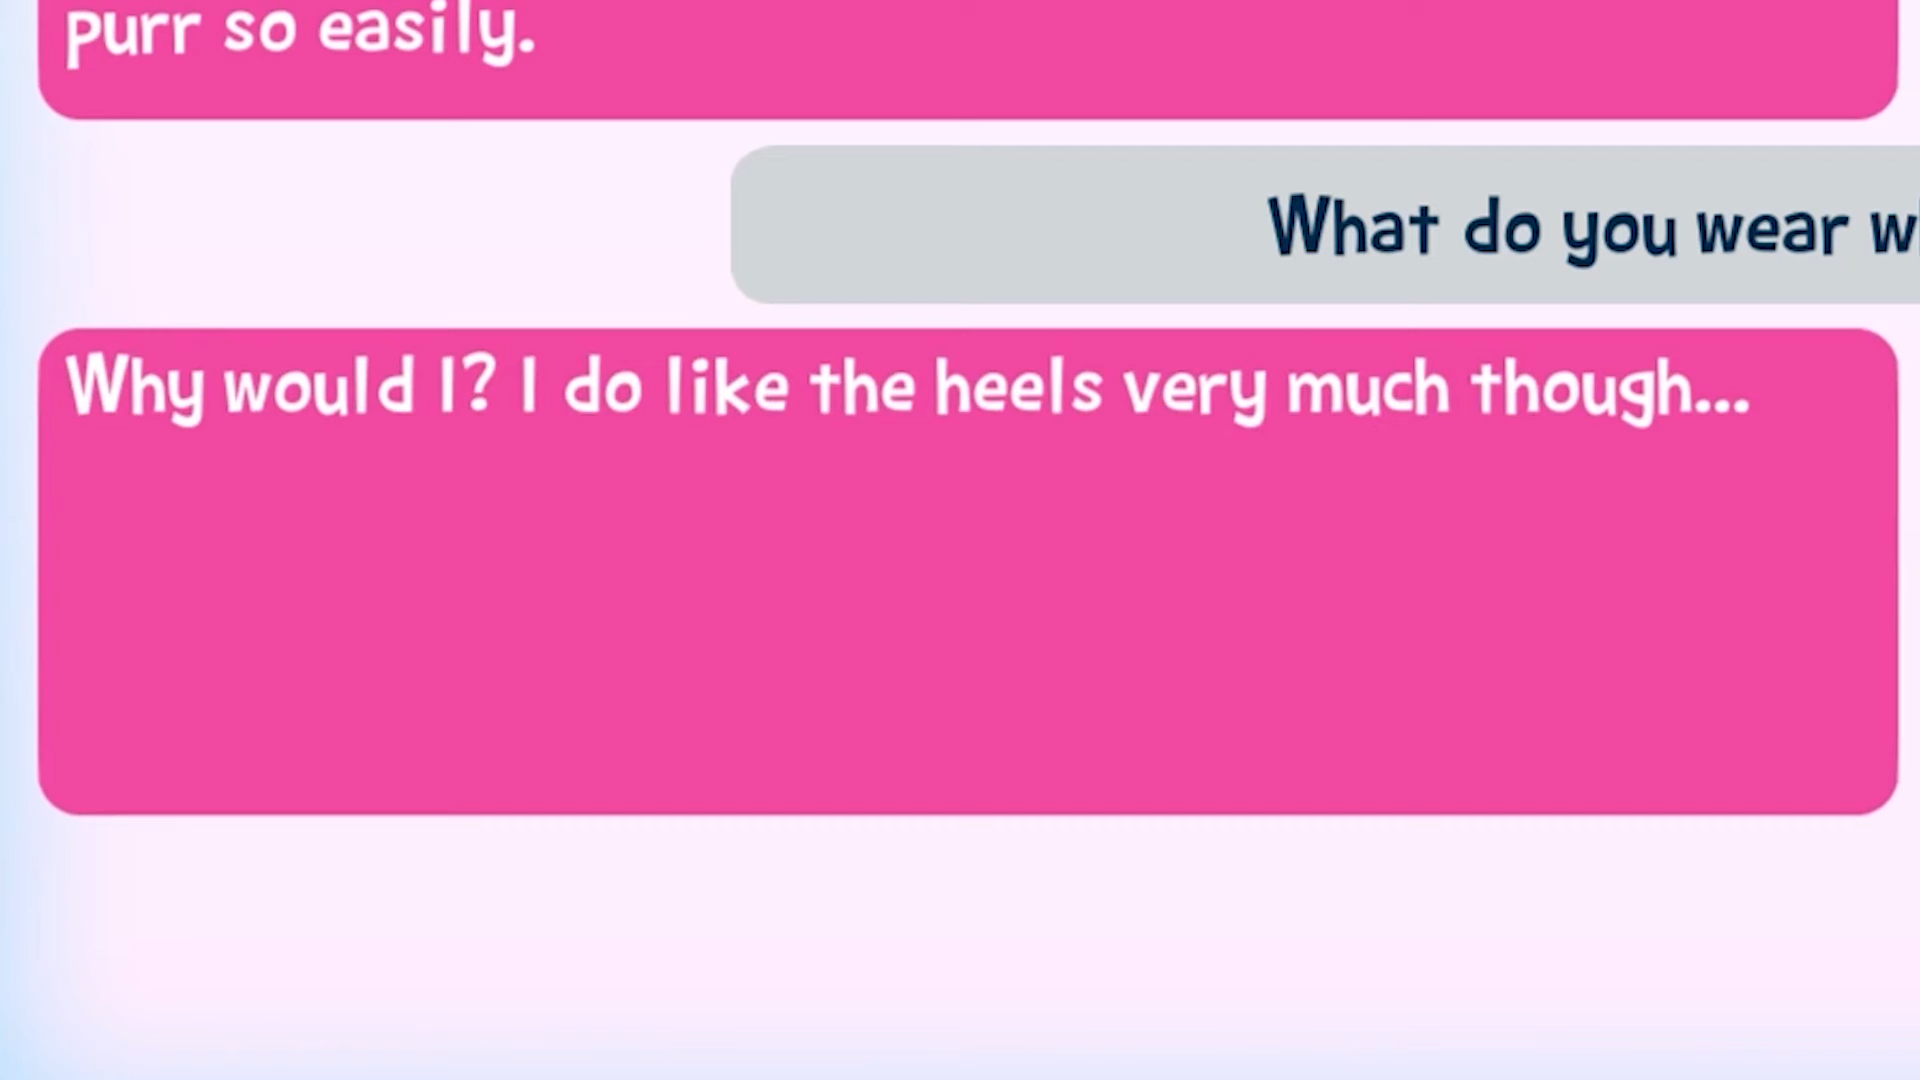 purr so easily.
What do you wear
Why would I? I do like the heels very much though...